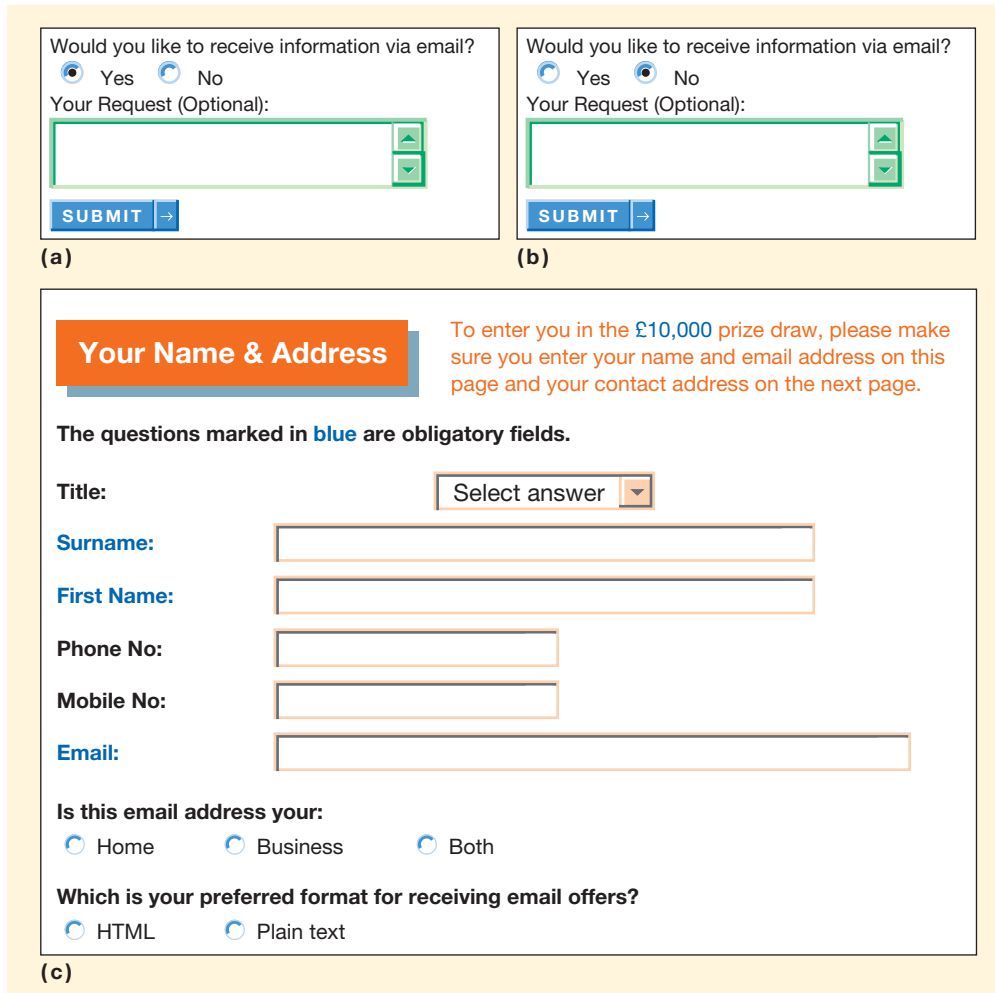 Would you like to receive information via email?
Yes No
Your Request (Optional):
SUBMIT →
(a)
Would you like to receive information via email?
Yes No
Your Request (Optional):
SUBMIT →
(b)
Your Name & Address
To enter you in the £10,000 prize draw, please make
sure you enter your name and email address on this
page and your contact address on the next page.
The questions marked in blue are obligatory fields.
Title: Select answer
Surname:
First Name:
Phone No:
Mobile No:
Email:
Is this email address your:
Home Business Both
Which is your preferred format for receiving email offers?
HTML Plain text
(c)